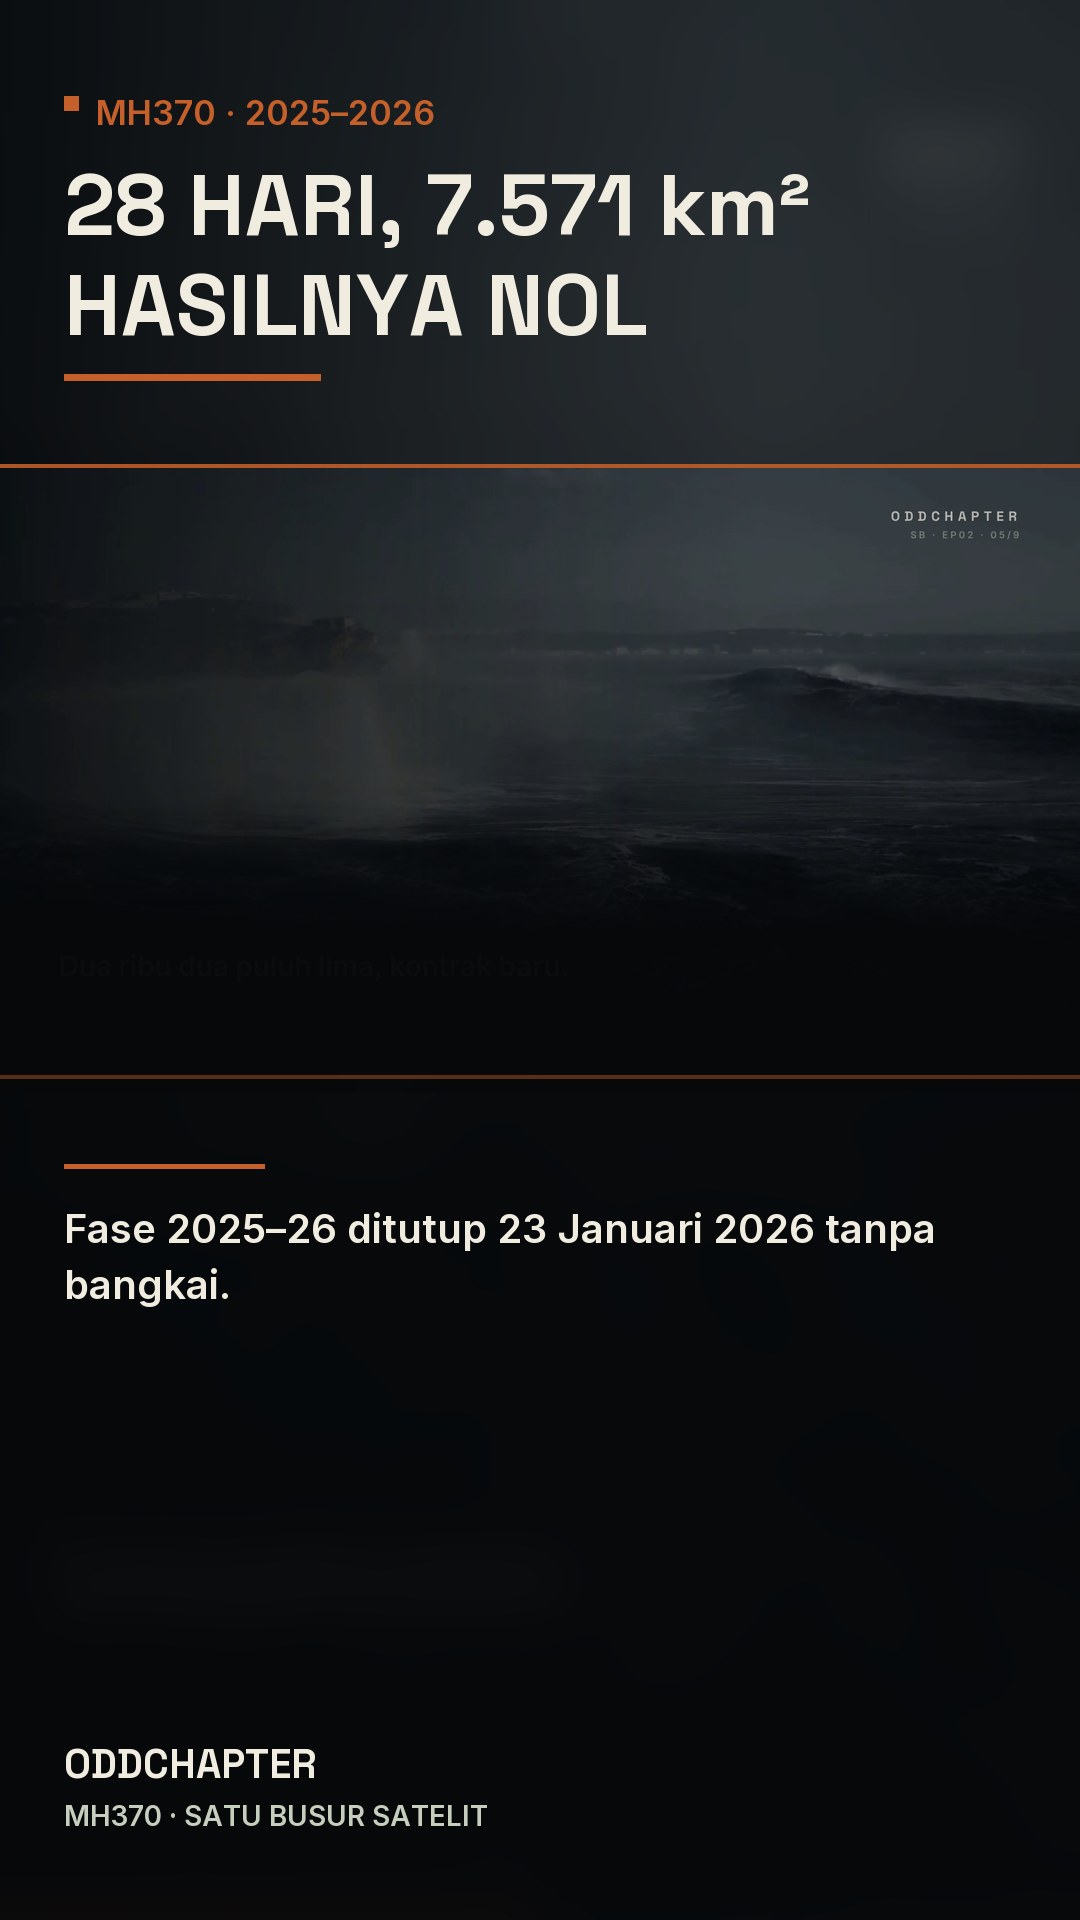 MH370 · 2025–2026
28 HARI, 7.571 km²
HASILNYA NOL
ODDCHAPTER
SB · EP02 · 05/9
Dua ribu dua puluh lima, kontrak baru.
Fase 2025–26 ditutup 23 Januari 2026 tanpa
bangkai.
ODDCHAPTER
MH370 · SATU BUSUR SATELIT